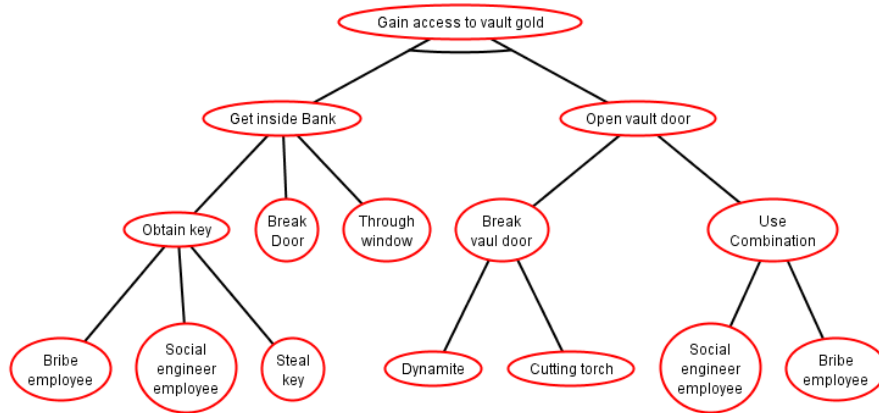 Gain access to vault gold
Get inside Bank
Open vault door
Obtain key
Break
Door
Through
window
Break
vaul door
Use
Combination
Bribe
employee
Social
engineer
employee
Steal
key
Dynamite
Cutting torch
Social
engineer
employee
Bribe
employee